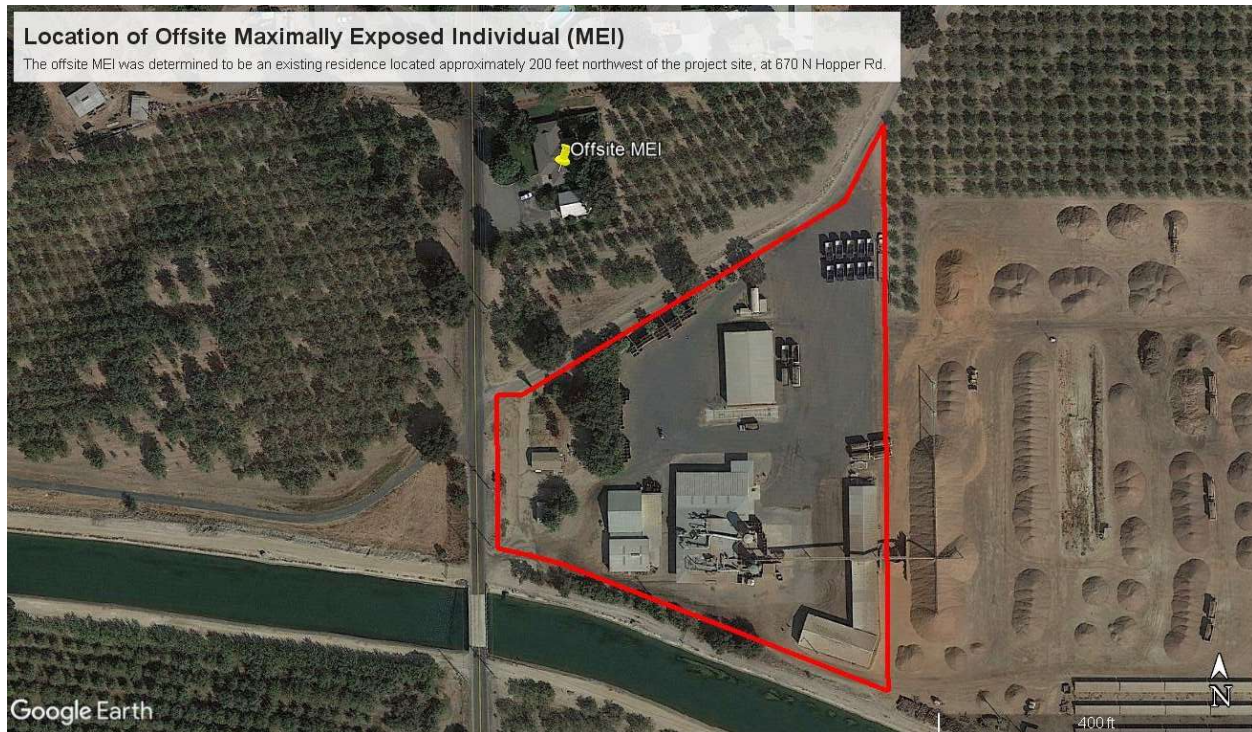 Location of Offsite Maximally Exposed Individual (MEI)
The offsite MEI was determined to be an existing residence located approximately 200 feet northwest of the project site, at 670 N Hopper Rd.
Offsite MEI
N
Google Earth
400 ft